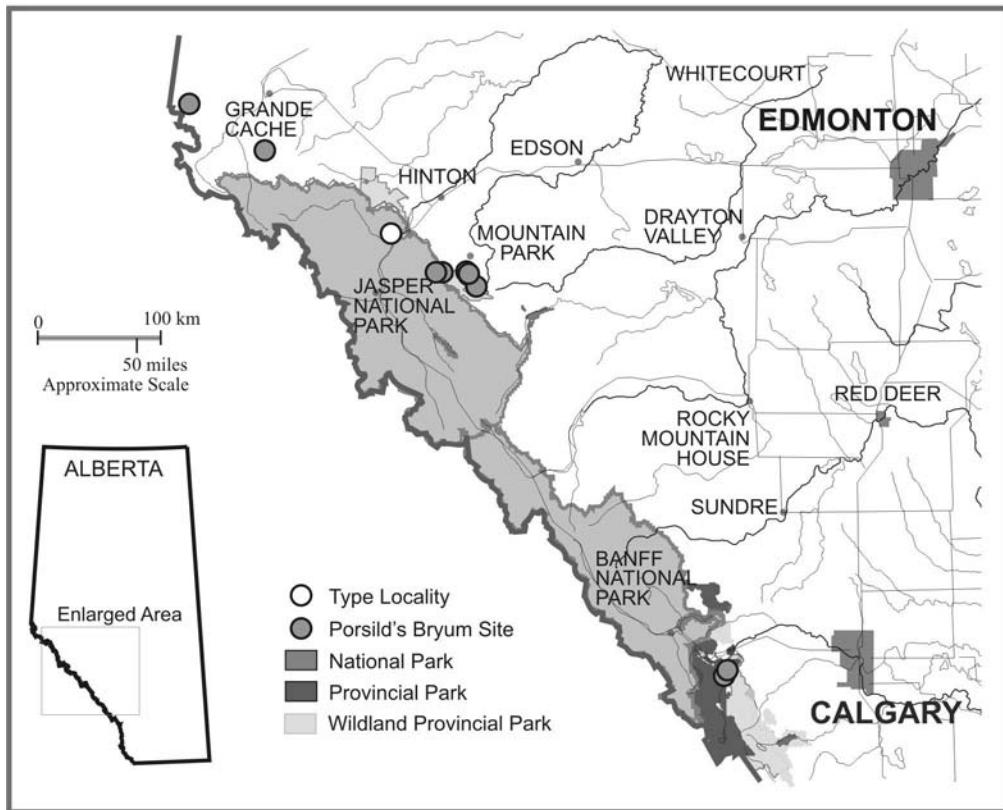 WHITECOURT
GRANDE
CACHE
EDMONTON
EDSON
HINTON
DRAYTON
VALLEY
MOUNTAIN
PARK
JASPER
NATIONAL
PARK
0
100 km
50 miles
Approximate Scale
RED DEER
ROCKY
MOUNTAIN
HOUSE
ALBERTA
SUNDRE
BANFF
NATIONAL
PARK
Enlarged Area
Type Locality
Porsild's Bryum Site
National Park
Provincial Park
Wildland Provincial Park
CALGARY